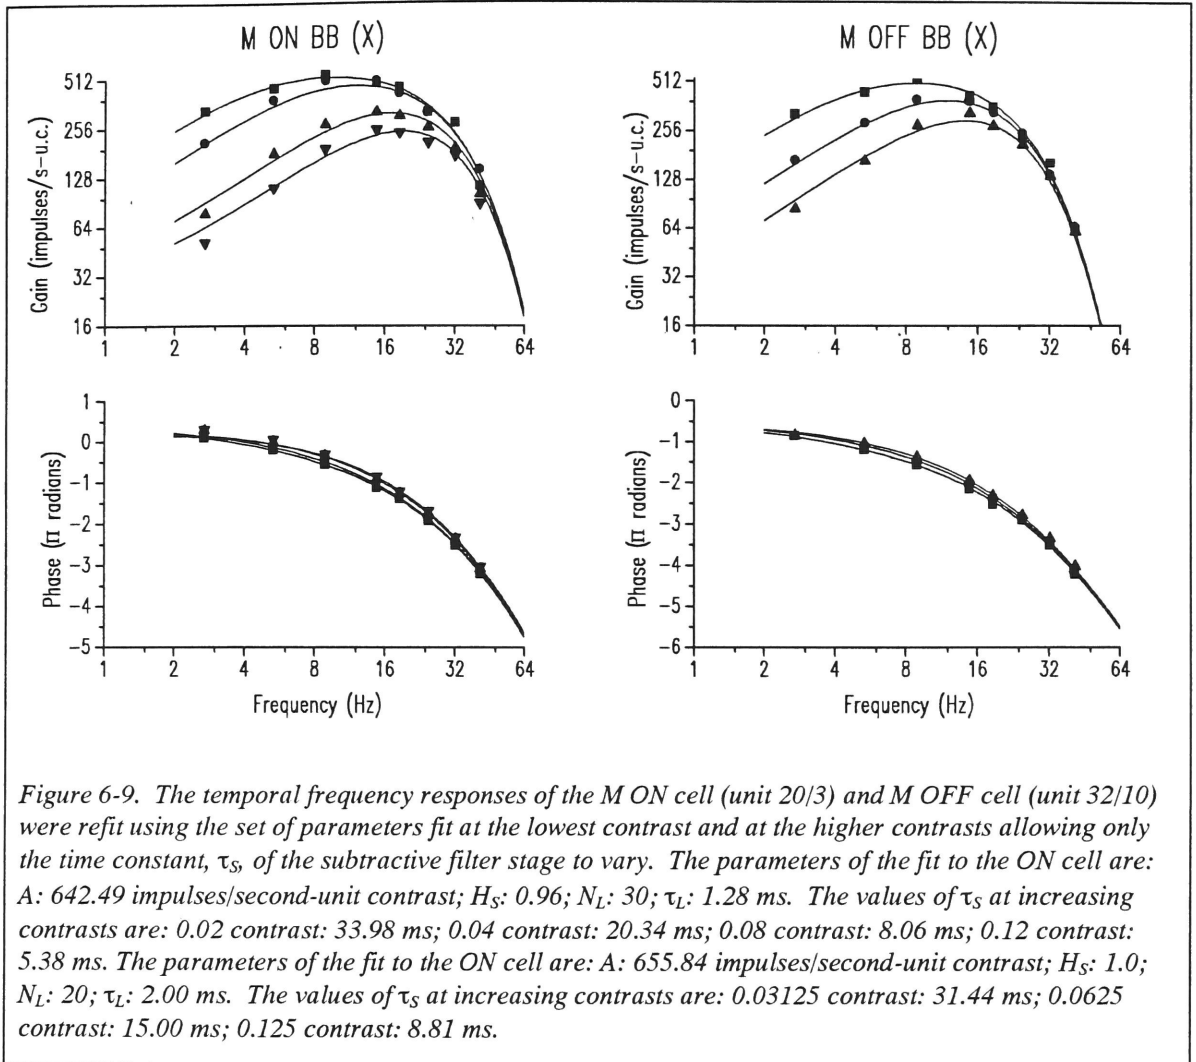 M ON BB (X)
512
256
128
64
32
16
Gain (impulses/s-u.c.)
1 2 4 8 16 32 64
1
0
-1
-2
-3
-4
-5
Phase (Π radians)
1 2 4 8 16 32 64
Frequency (Hz)
M OFF BB (X)
512
256
128
64
32
16
Gain (impulses/s-u.c.)
1 2 4 8 16 32 64
0
-1
-2
-3
-4
-5
-6
Phase (Π radians)
1 2 4 8 16 32 64
Frequency (Hz)
Figure 6-9. The temporal frequency responses of the M ON cell (unit 20/3) and M OFF cell (unit 32/10)
were refit using the set of parameters fit at the lowest contrast and at the higher contrasts allowing only
the time constant, τS, of the subtractive filter stage to vary. The parameters of the fit to the ON cell are:
A: 642.49 impulses/second-unit contrast; HS: 0.96; NL: 30; τL: 1.28 ms. The values of τS at increasing
contrasts are: 0.02 contrast: 33.98 ms; 0.04 contrast: 20.34 ms; 0.08 contrast: 8.06 ms; 0.12 contrast:
5.38 ms. The parameters of the fit to the ON cell are: A: 655.84 impulses/second-unit contrast; HS: 1.0;
NL: 20; τL: 2.00 ms. The values of τS at increasing contrasts are: 0.03125 contrast: 31.44 ms; 0.0625
contrast: 15.00 ms; 0.125 contrast: 8.81 ms.